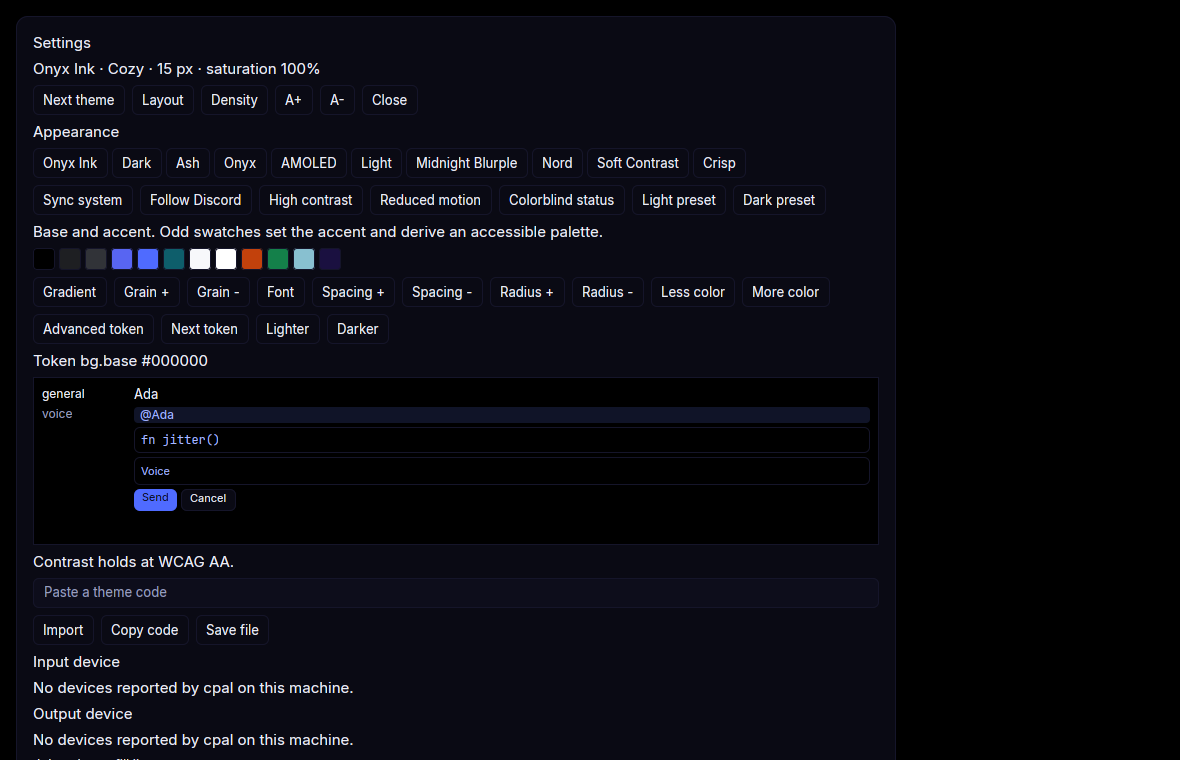 Settings
Onyx Ink · Cozy · 15 px · saturation 100%
Next theme Layout Density A+ A- Close
Appearance
Onyx Ink Dark Ash Onyx AMOLED Light Midnight Blurple Nord Soft Contrast Crisp
Sync system Follow Discord High contrast Reduced motion Colorblind status Light preset Dark preset
Base and accent. Odd swatches set the accent and derive an accessible palette.
Gradient Grain + Grain - Font Spacing + Spacing - Radius + Radius - Less color More color
Advanced token Next token Lighter Darker
Token bg.base #000000
general Ada
voice @Ada
fn jitter()
Voice
Send Cancel
Contrast holds at WCAG AA.
Paste a theme code
Import Copy code Save file
Input device
No devices reported by cpal on this machine.
Output device
No devices reported by cpal on this machine.